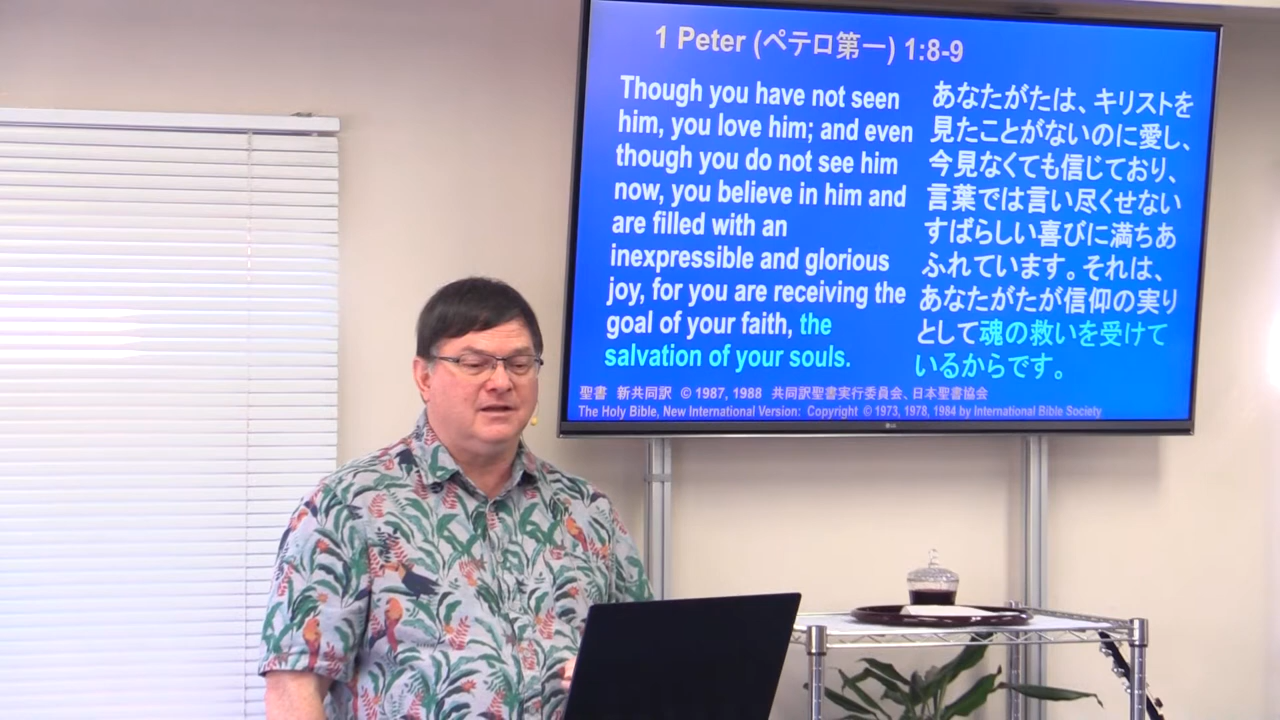 1 Peter (ペテロ第一) 1:8-9
Though you have not seen
him, you love him; and even
though you do not see him
now, you believe in him and
are filled with an
inexpressible and glorious
joy, for you are receiving the
goal of your faith, the
salvation of your souls.
あなたがたは、キリストを
見たことがないのに愛し、
今見なくても信じており、
言葉では言い尽くせない
すばらしい喜びに満ちあ
ふれています。それは、
あなたがたが信仰の実り
として魂の救いを受けて
いるからです。
聖書 新共同訳 © 1987, 1988 共同訳聖書実行委員会、日本聖書協会
The Holy Bible, New International Version: Copyright © 1973, 1978, 1984 by International Bible Society
LG